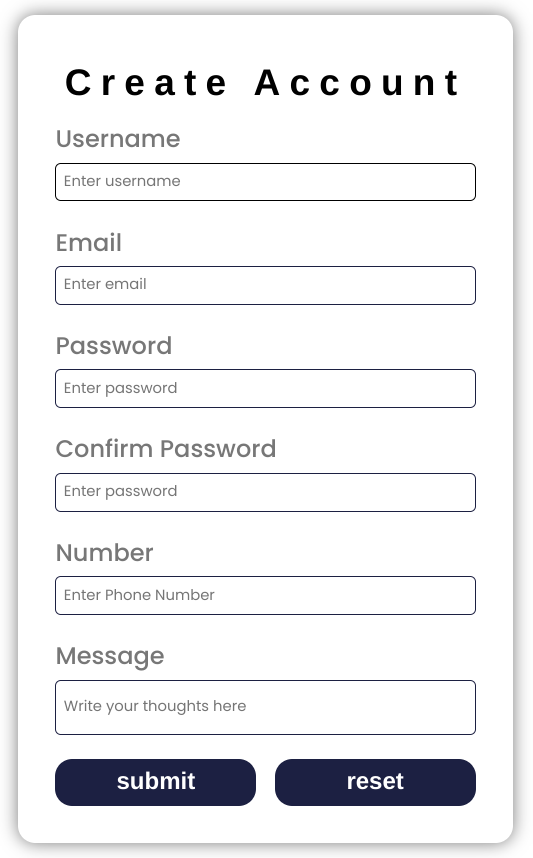 Create Account
Username
Enter username
Email
Enter email
Password
Enter password
Confirm Password
Enter password
Number
Enter Phone Number
Message
Write your thoughts here
submit reset